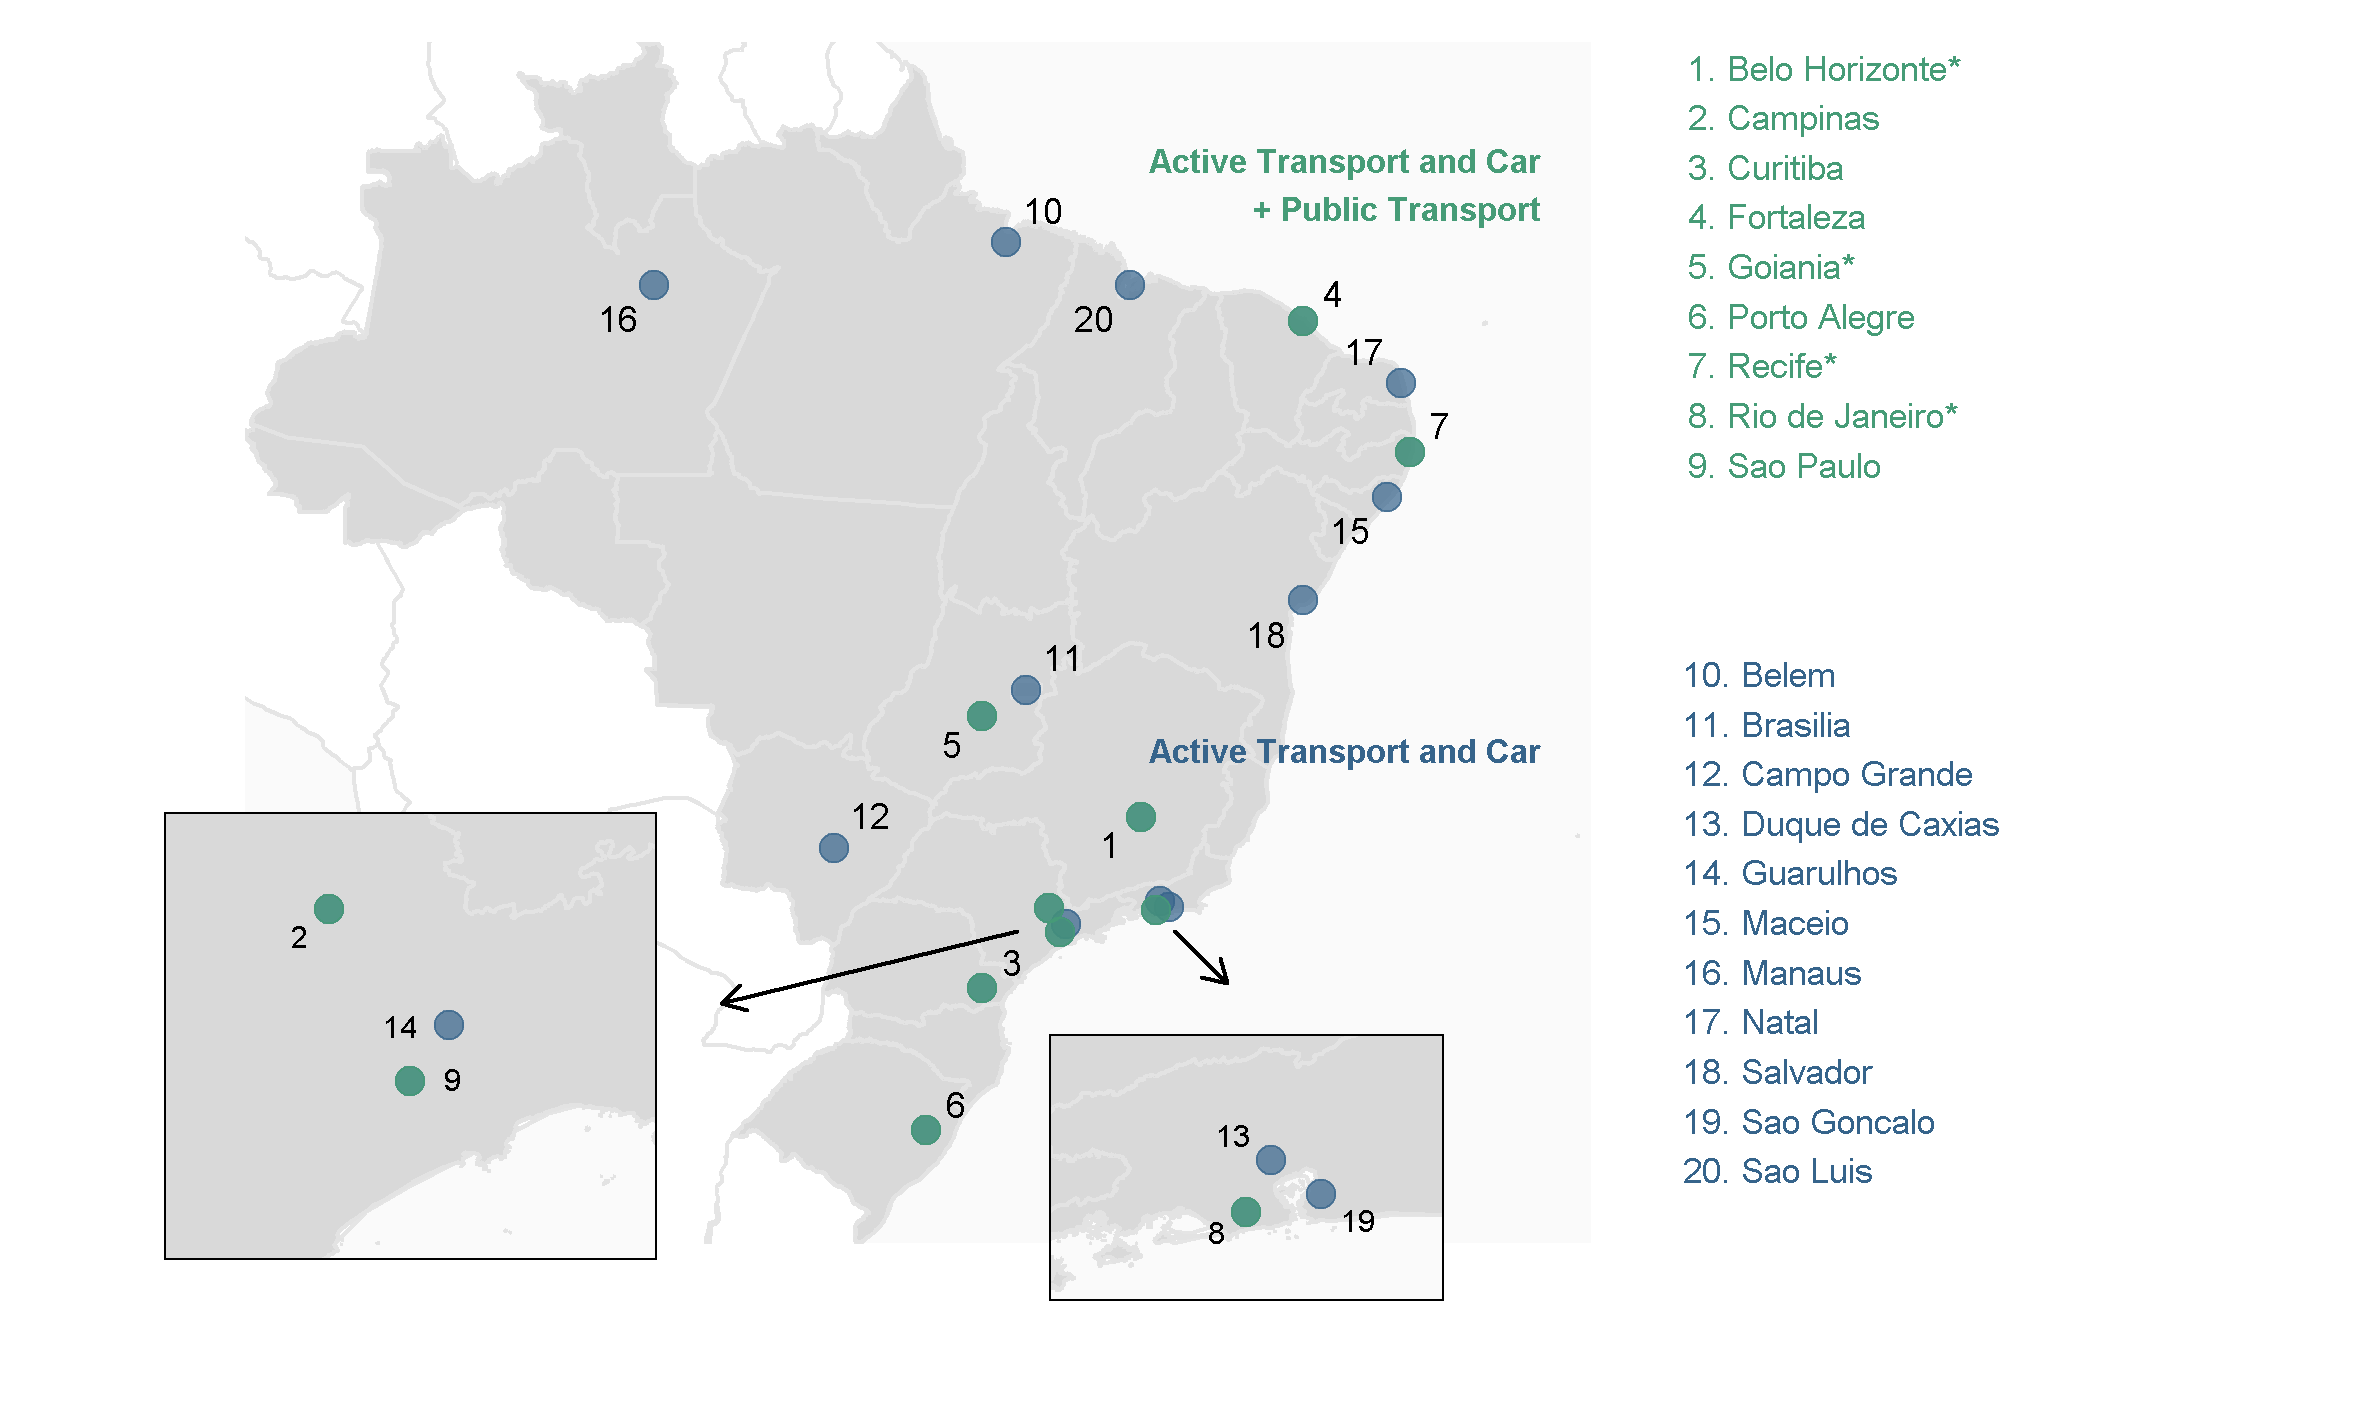 1. Belo Horizonte*
2. Campinas
3. Curitiba
4. Fortaleza
5. Goiania*
6. Porto Alegre
7. Recife*
8. Rio de Janeiro*
9. Sao Paulo
Active Transport and Car
+ Public Transport
10
16
20
4
17
7
15
18
11
5
Active Transport and Car
12
1
3
6
2
14
9
13
8
19
10. Belem
11. Brasilia
12. Campo Grande
13. Duque de Caxias
14. Guarulhos
15. Maceio
16. Manaus
17. Natal
18. Salvador
19. Sao Goncalo
20. Sao Luis